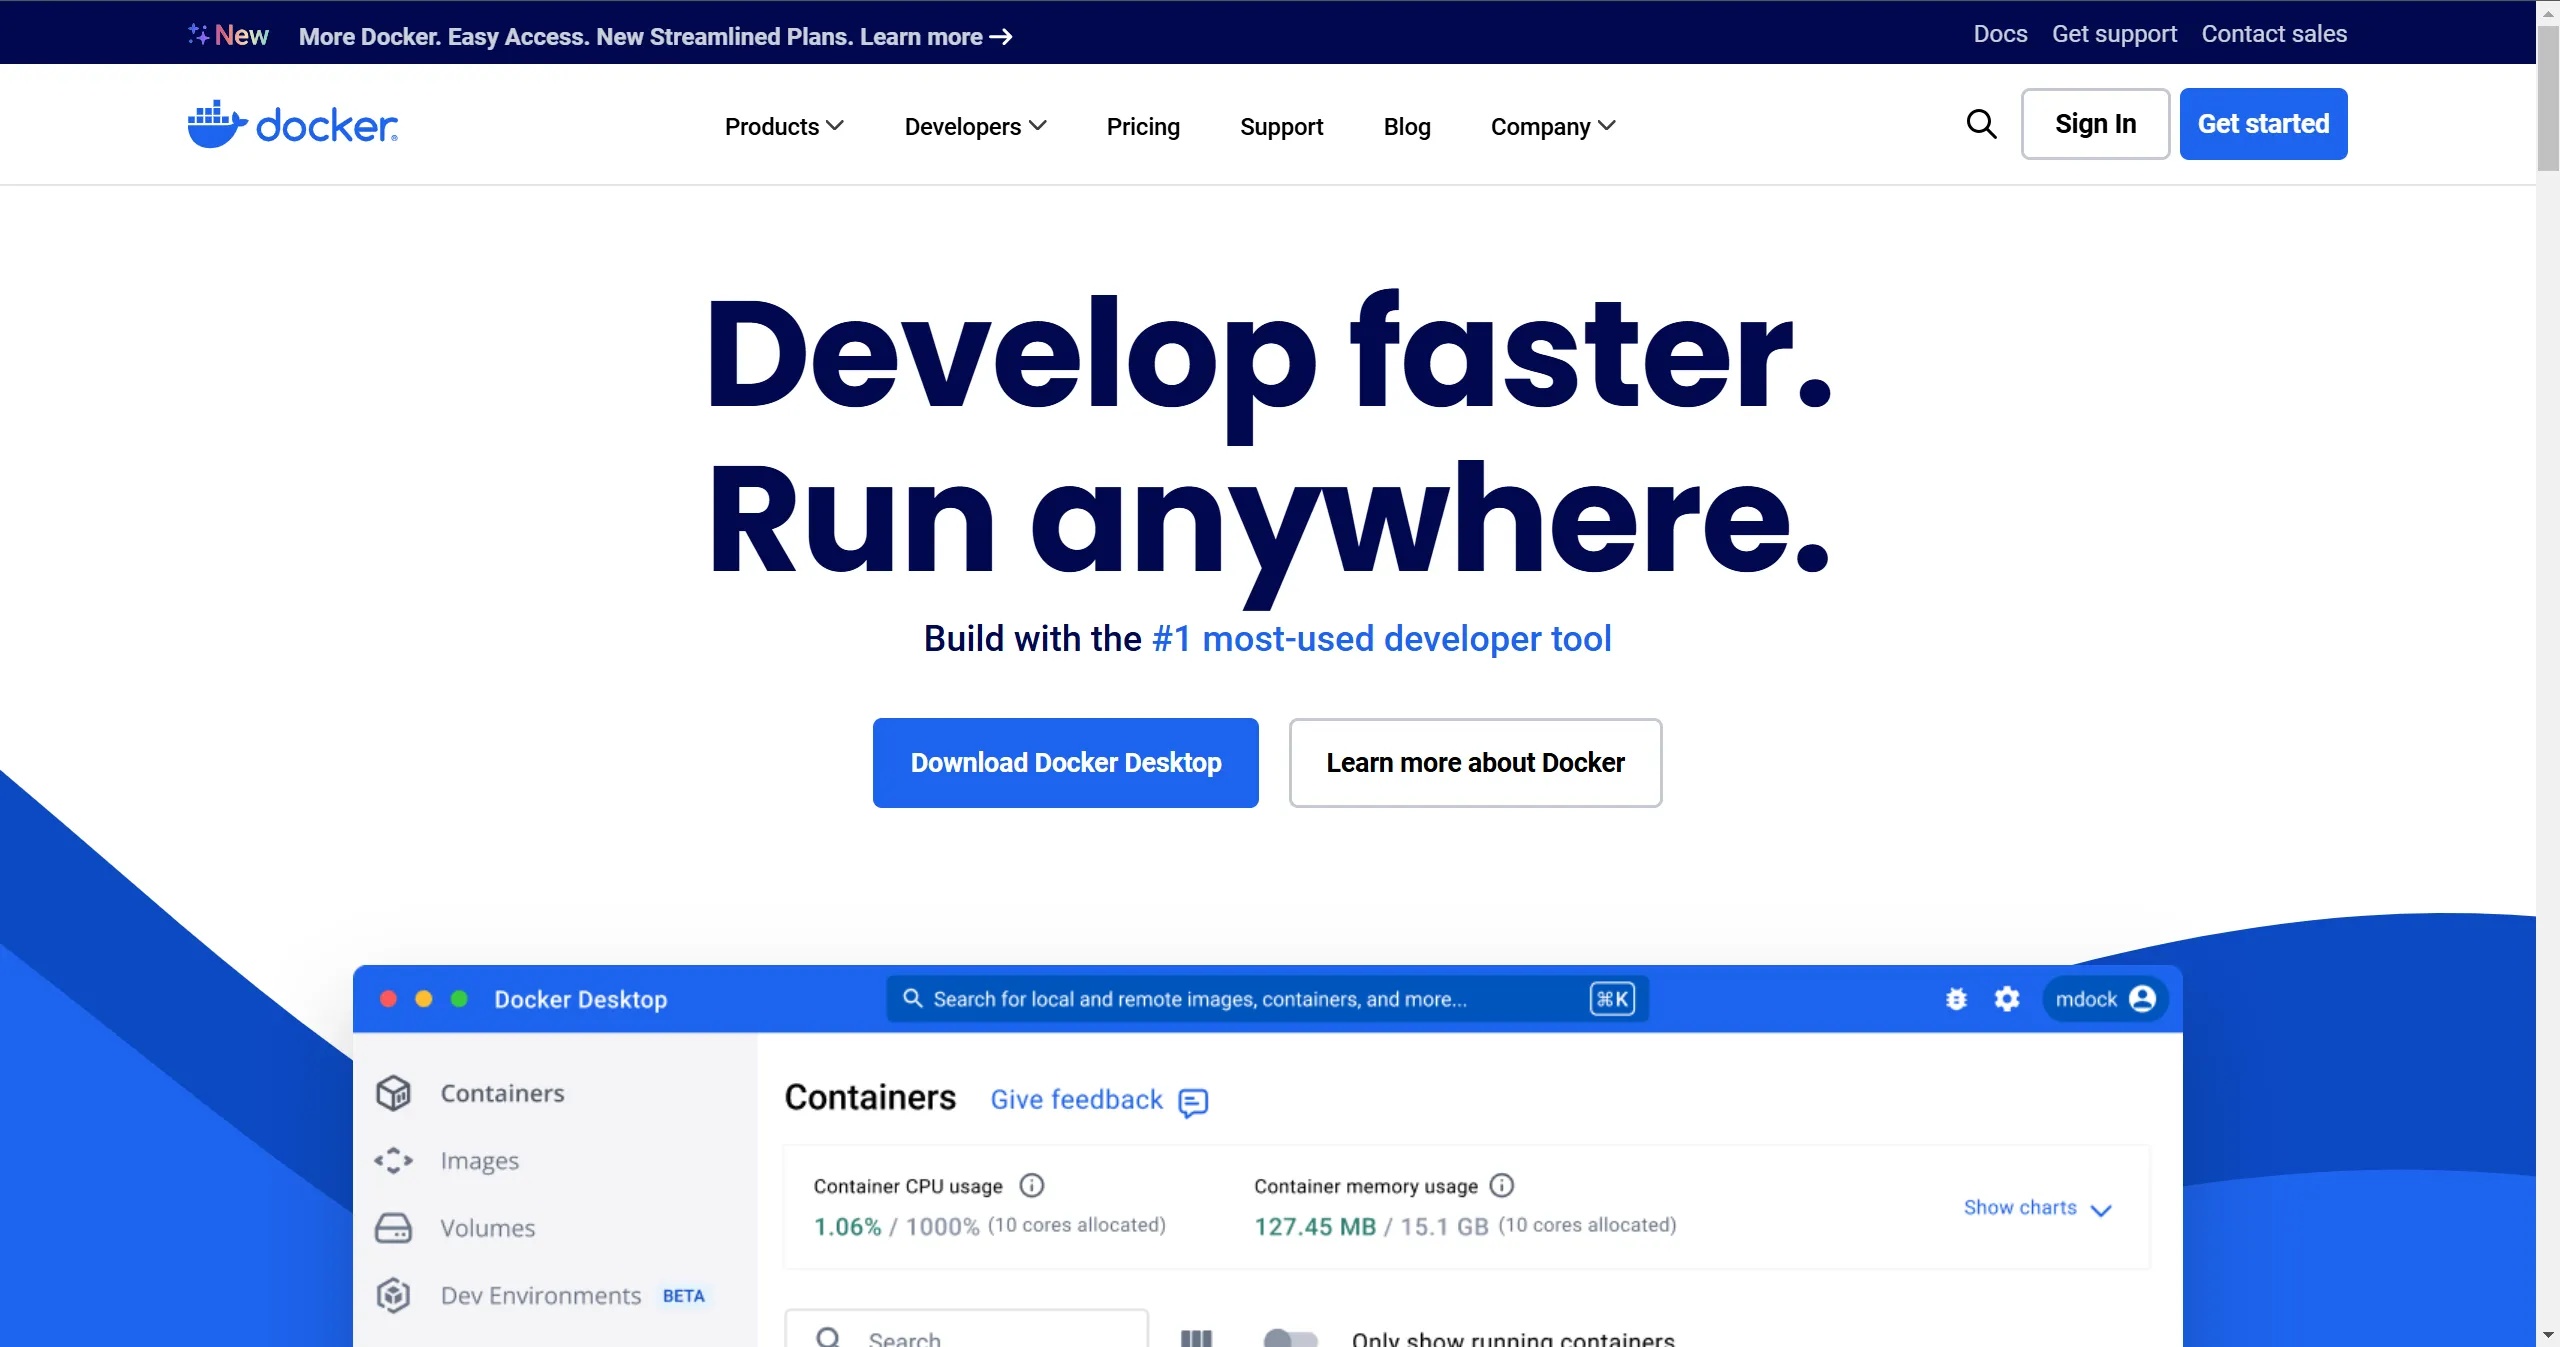 New More Docker. Easy Access. New Streamlined Plans. Learn more →
Docs Get support Contact sales
docker
Products Developers Pricing Support Blog Company
Sign In Get started
Develop faster.
Run anywhere.
Build with the #1 most-used developer tool
Download Docker Desktop Learn more about Docker
Docker Desktop Search for local and remote images, containers, and more... ⌘K mdock
Containers
Images
Volumes
Dev Environments BETA
Containers Give feedback
Container CPU usage
1.06% / 1000% (10 cores allocated)
Container memory usage
127.45 MB / 15.1 GB (10 cores allocated)
Show charts
Search Only show running containers